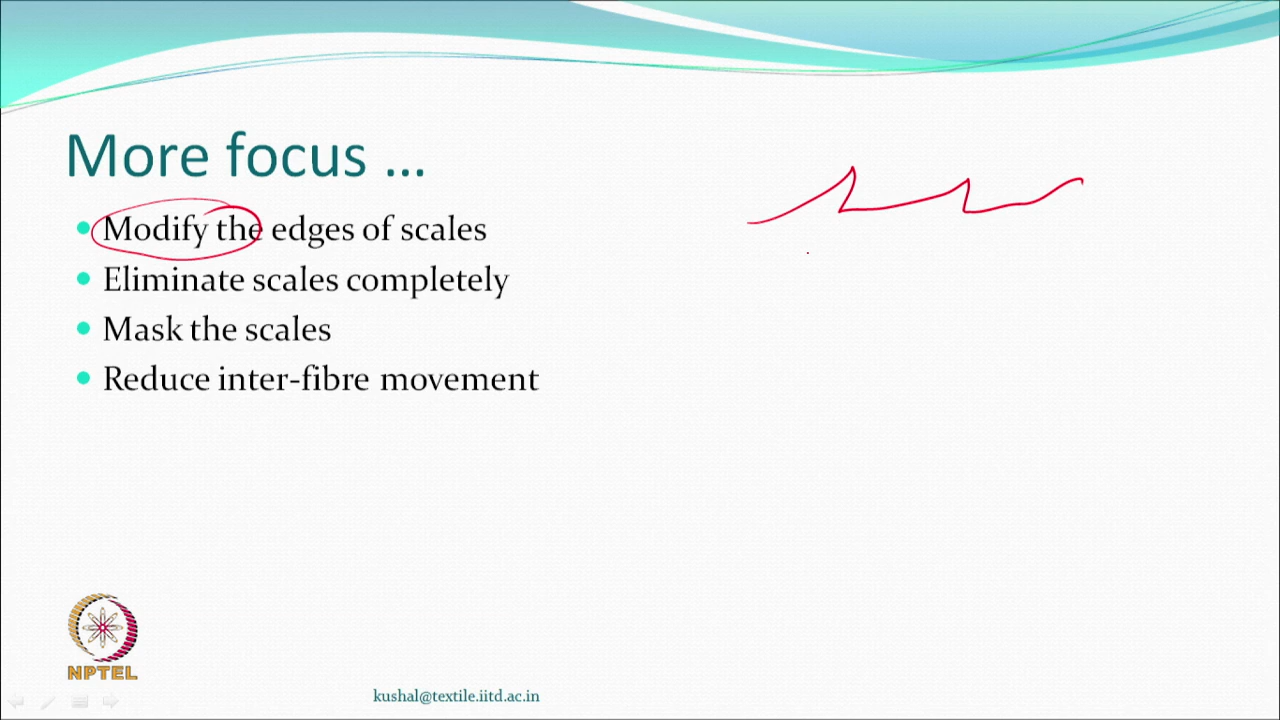 More focus ...
Modify the edges of scales
Eliminate scales completely
Mask the scales
Reduce inter-fibre movement
NPTEL
kushal@textile.iitd.ac.in